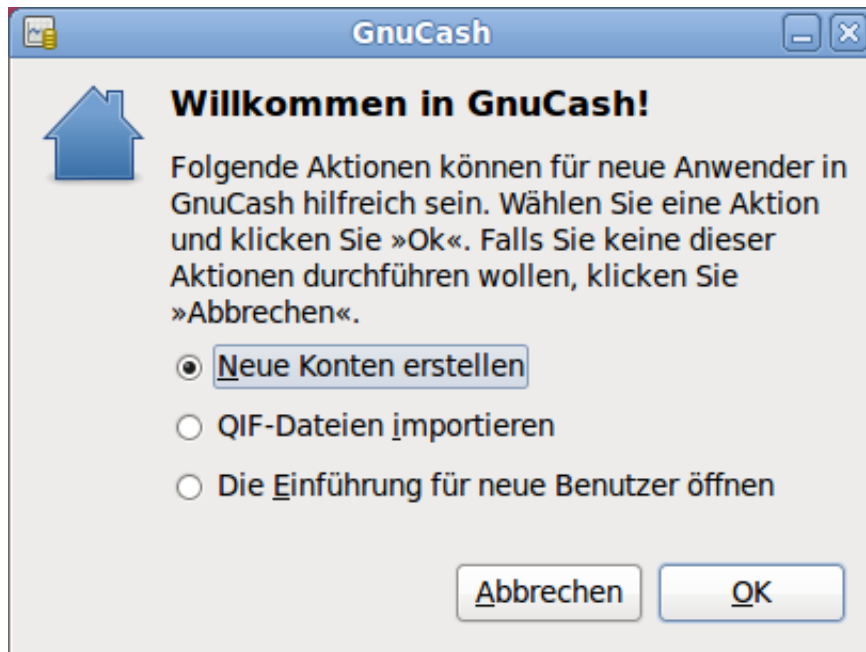 GnuCash
Willkommen in GnuCash!
Folgende Aktionen können für neue Anwender in
GnuCash hilfreich sein. Wählen Sie eine Aktion
und klicken Sie »Ok«. Falls Sie keine dieser
Aktionen durchführen wollen, klicken Sie
»Abbrechen«.
Neue Konten erstellen
QIF-Dateien importieren
Die Einführung für neue Benutzer öffnen
Abbrechen OK